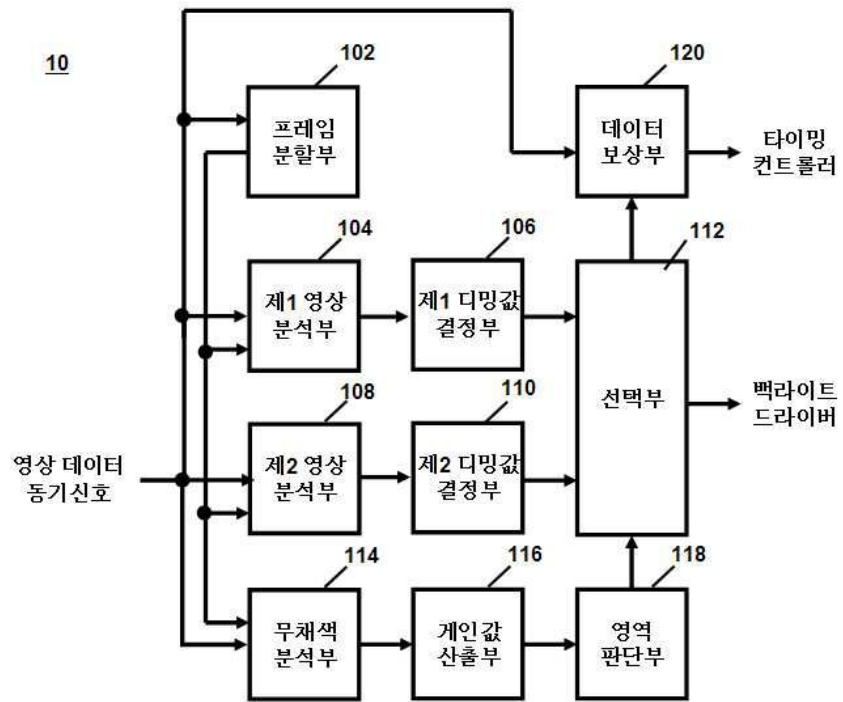 10
102
프레임
분할부
120
데이터
보상부
타이밍
컨트롤러
104
제1 영상
분석부
106
제1 디밍값
결정부
112
선택부
백라이트
드라이버
108
제2 영상
분석부
110
제2 디밍값
결정부
영상 데이터
동기신호
114
무채색
분석부
116
게인값
산출부
118
영역
판단부